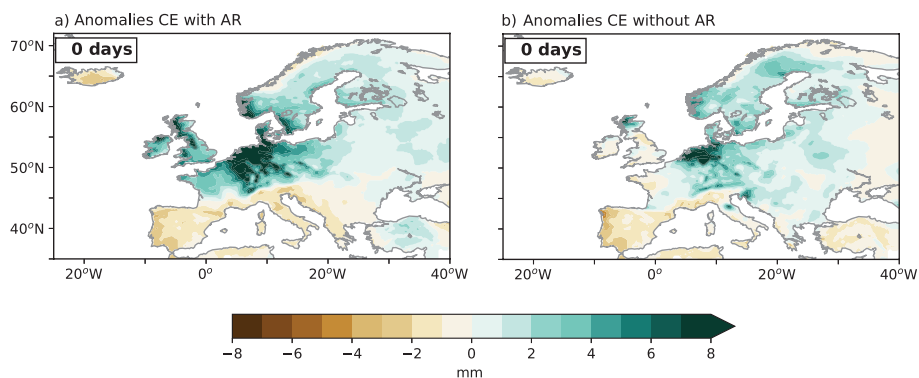 a) Anomalies CE with AR
b) Anomalies CE without AR
0 days
0 days
70°N
60°N
50°N
40°N
20°W
0°
20°W
40°W
20°W
0°
20°W
40°W
−8
−6
−4
−2
0
2
4
6
8
mm